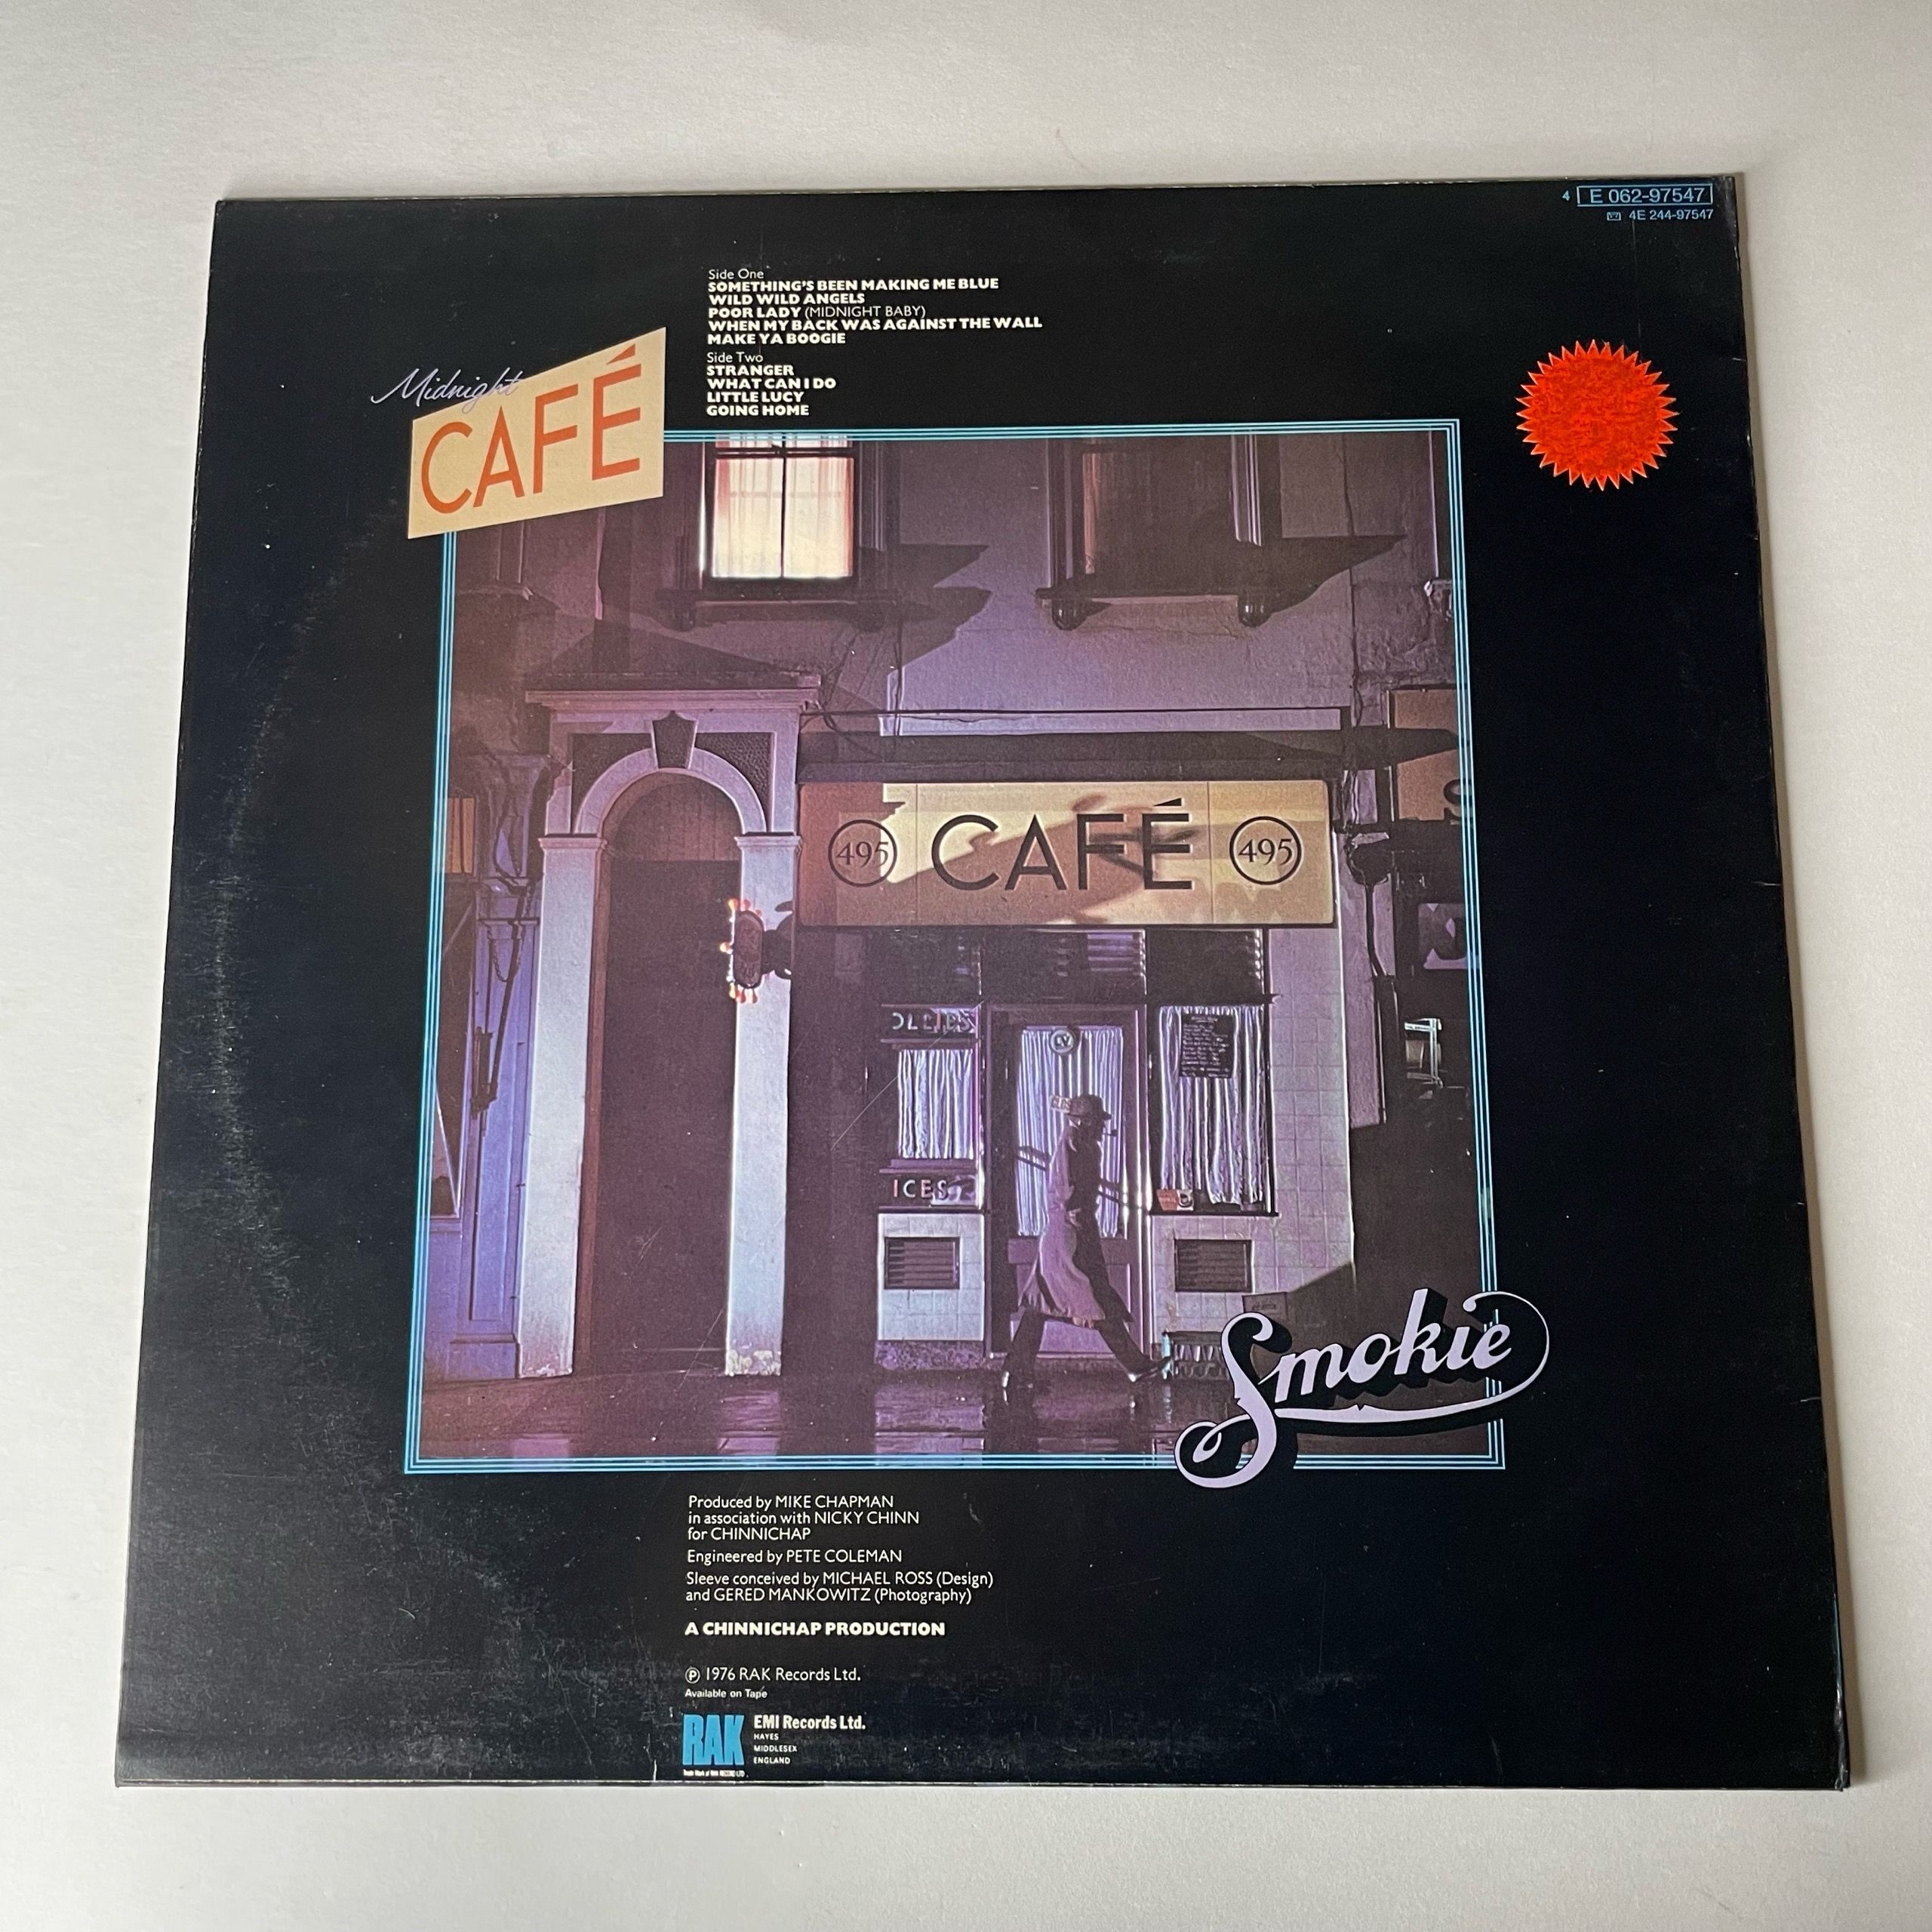 4 E 062-97547
4E 244-97547
Side One
SOMETHING'S BEEN MAKING ME BLUE
WILD WILD ANGELS
POOR LADY (MIDNIGHT BABY)
WHEN MY BACK WAS AGAINST THE WALL
MAKE YA BOOGIE
Side Two
STRANGER
WHAT CAN I DO
LITTLE LUCY
GOING HOME
Midnight
CAFÉ
495 CAFÉ 495
ICES
Smokie
Produced by MIKE CHAPMAN
in association with NICKY CHINN
for CHINNICHAP
Engineered by PETE COLEMAN
Sleeve conceived by MICHAEL ROSS (Design)
and GERED MANKOWITZ (Photography)
A CHINNICHAP PRODUCTION
℗ 1976 RAK Records Ltd.
Available on Tape
RAK
EMI Records Ltd.
HAYES
MIDDLESEX
ENGLAND